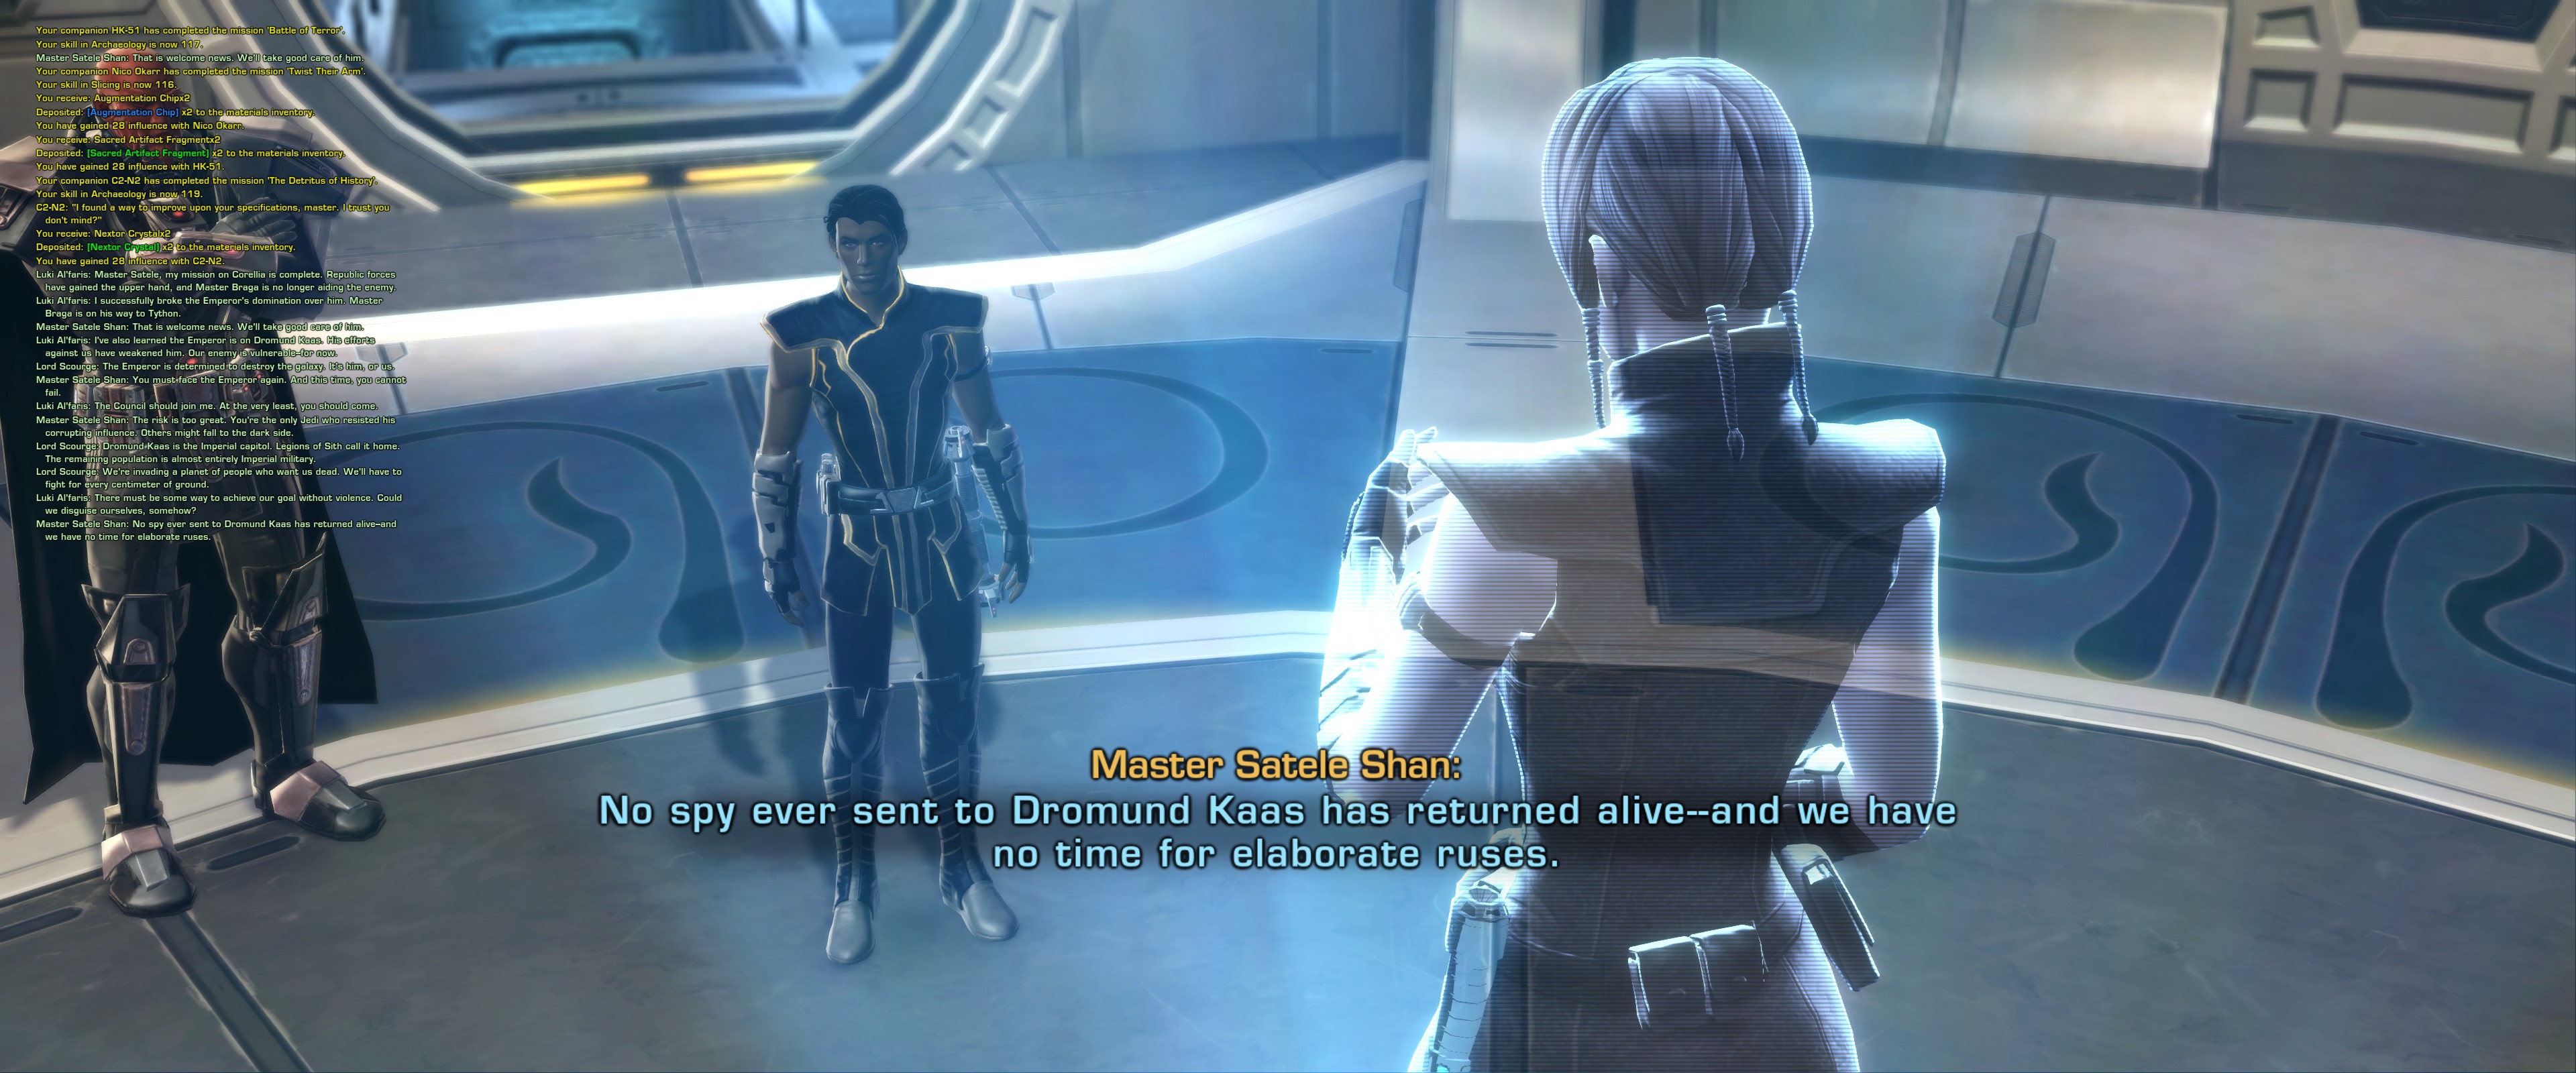 Your companion HK-51 has completed the mission 'Battle of Terror'.
Your skill in Archaeology is now 117.
Master Satele Shan: That is welcome news. We'll take good care of him.
Your companion Nico Okarr has completed the mission 'Twist Their Arm'.
Your skill in Slicing is now 116.
You receive: Augmentation Chipx2
Deposited: [Augmentation Chip] x2 to the materials inventory.
You have gained 28 influence with Nico Okarr.
You receive: Sacred Artifact Fragmentx2
Deposited: [Sacred Artifact Fragment] x2 to the materials inventory.
You have gained 28 influence with HK-51.
Your companion C2-N2 has completed the mission 'The Detritus of History'.
Your skill in Archaeology is now 119.
C2-N2: "I found a way to improve upon your specifications, master. I trust you
don't mind?"
You receive: Nextor Crystalx2
Deposited: [Nextor Crystal] x2 to the materials inventory.
You have gained 28 influence with C2-N2.
Luki Al'faris: Master Satele, my mission on Corellia is complete. Republic forces
have gained the upper hand, and Master Braga is no longer aiding the enemy.
Luki Al'faris: I successfully broke the Emperor's domination over him. Master
Braga is on his way to Tython.
Master Satele Shan: That is welcome news. We'll take good care of him.
Luki Al'faris: I've also learned the Emperor is on Dromund Kaas. His efforts
against us have weakened him. Our enemy is vulnerable--for now.
Lord Scourge: The Emperor is determined to destroy the galaxy. It's him, or us.
Master Satele Shan: You must face the Emperor again. And this time, you cannot
fail.
Luki Al'faris: The Council should join me. At the very least, you should come.
Master Satele Shan: The risk is too great. You're the only Jedi who resisted his
corrupting influence. Others might fall to the dark side.
Lord Scourge: Dromund Kaas is the Imperial capitol. Legions of Sith call it home.
The remaining population is almost entirely Imperial military.
Lord Scourge: We're invading a planet of people who want us dead. We'll have to
fight for every centimeter of ground.
Luki Al'faris: There must be some way to achieve our goal without violence. Could
we disguise ourselves, somehow?
Master Satele Shan: No spy ever sent to Dromund Kaas has returned alive--and
we have no time for elaborate ruses.
Master Satele Shan:
No spy ever sent to Dromund Kaas has returned alive--and we have
no time for elaborate ruses.